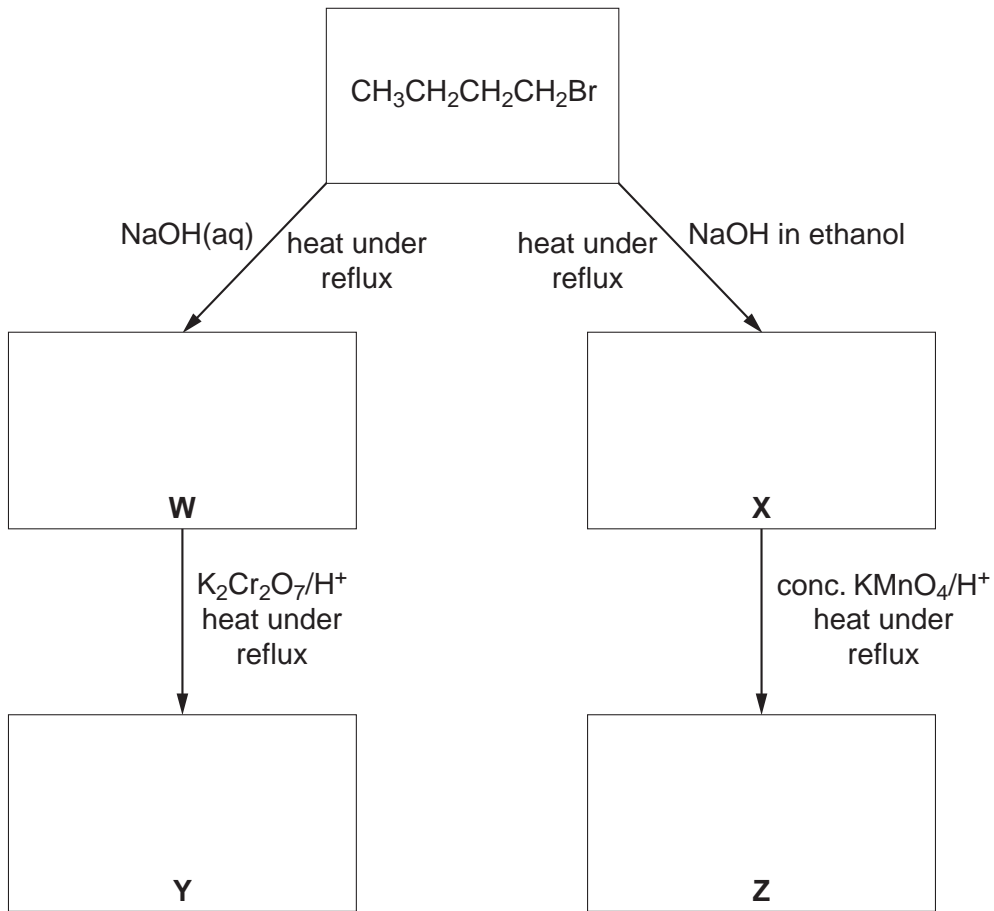 CH₃CH₂CH₂CH₂Br
NaOH(aq)
heat under
reflux
heat under
reflux
NaOH in ethanol
W
X
K₂Cr₂O₇/H⁺
heat under
reflux
conc. KMnO₄/H⁺
heat under
reflux
Y
Z